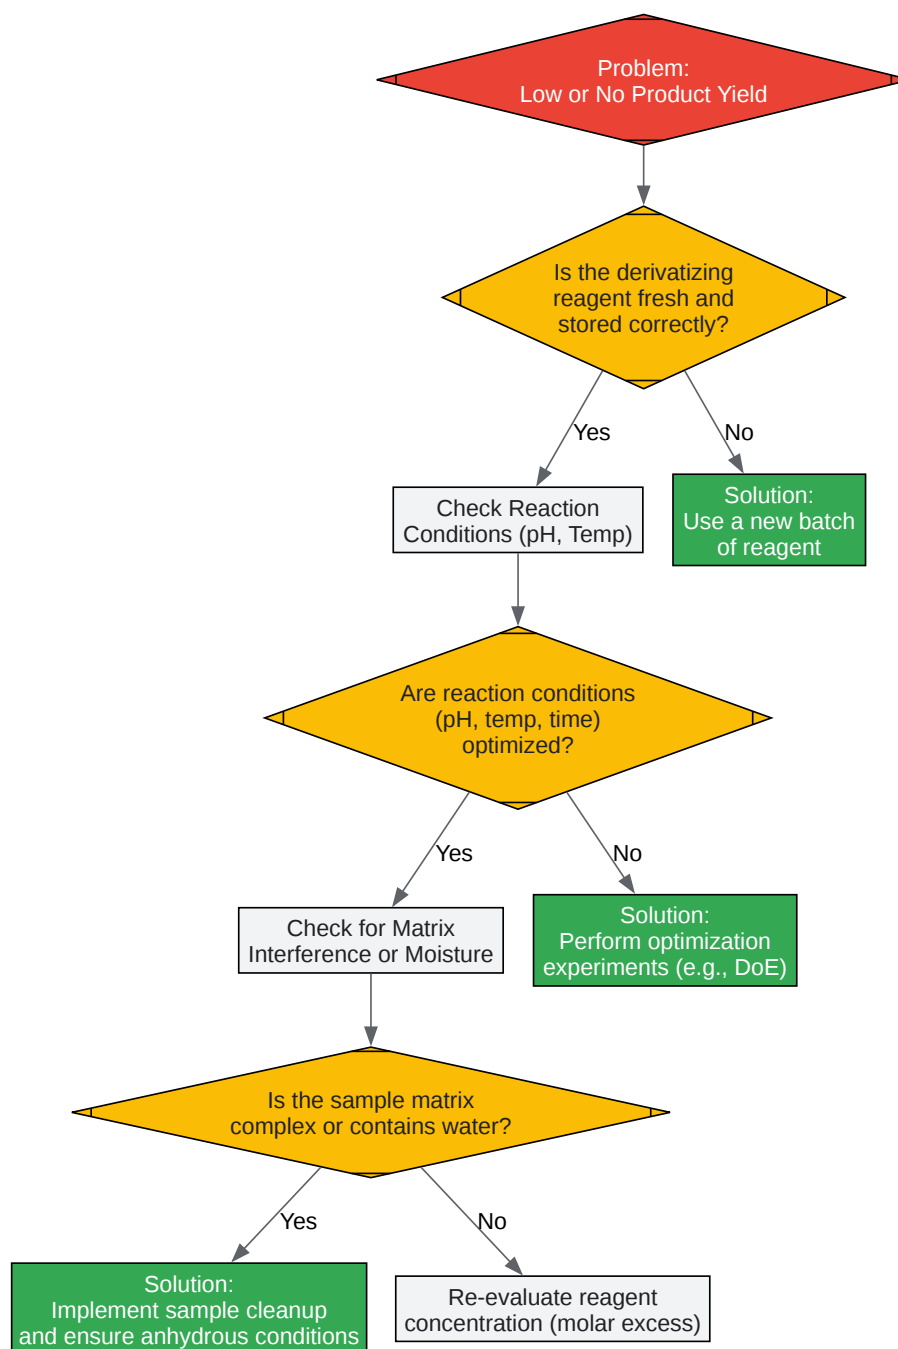 Problem:
Low or No Product Yield
Is the derivatizing
reagent fresh and
stored correctly?
Yes
No
Check Reaction
Conditions (pH, Temp)
Solution:
Use a new batch
of reagent
Are reaction conditions
(pH, temp, time)
optimized?
Yes
No
Check for Matrix
Interference or Moisture
Solution:
Perform optimization
experiments (e.g., DoE)
Is the sample matrix
complex or contains water?
Yes
No
Solution:
Implement sample cleanup
and ensure anhydrous conditions
Re-evaluate reagent
concentration (molar excess)